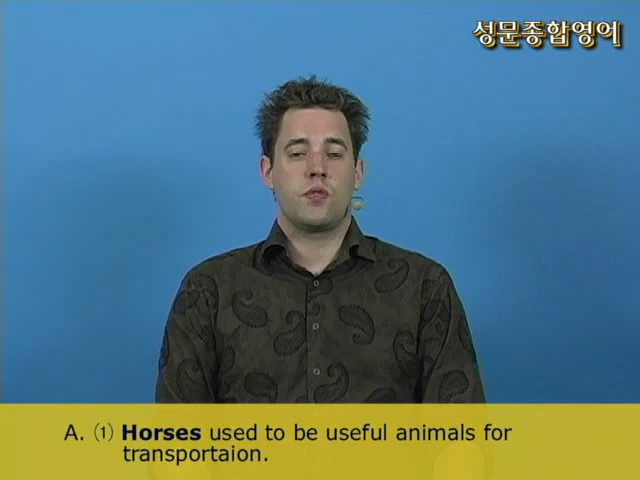 성문종합영어
A. ⑴ Horses used to be useful animals for
transportaion.